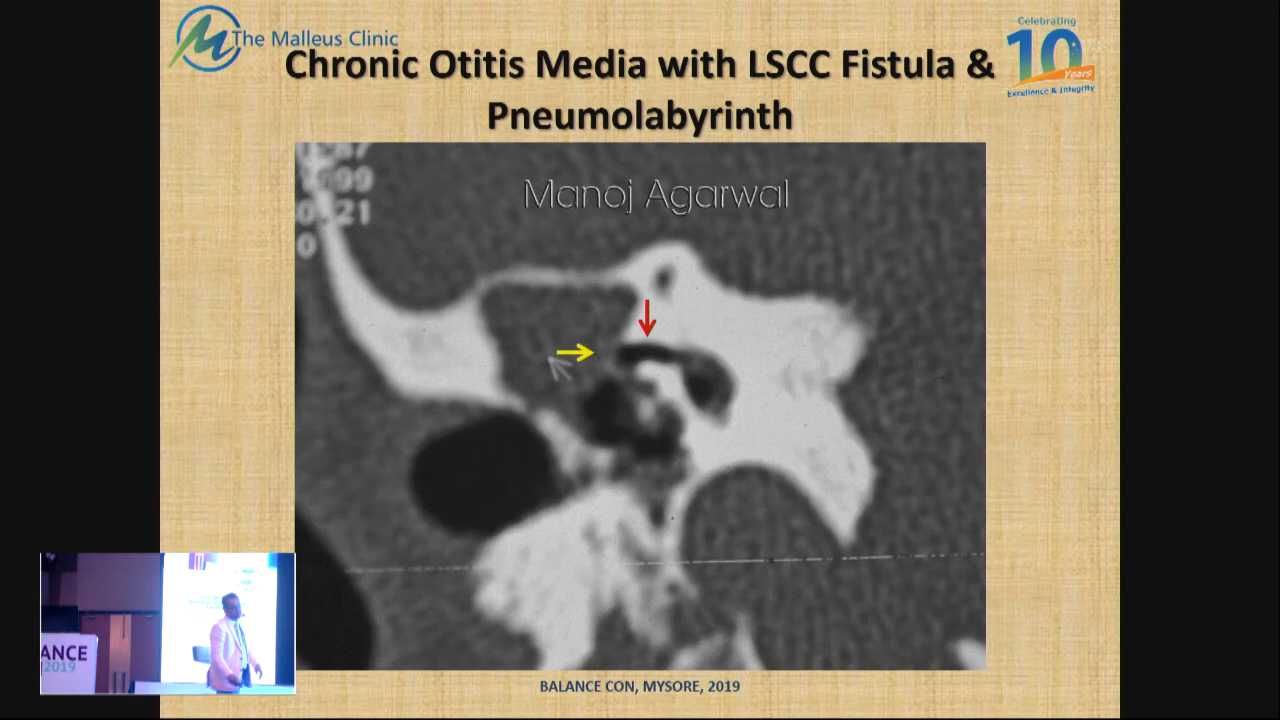 The Malleus Clinic
Celebrating
10
Years
Excellence & Integrity
Chronic Otitis Media with LSCC Fistula &
Pneumolabyrinth
Manoj Agarwal
0
ANCE
2019
BALANCE CON, MYSORE, 2019